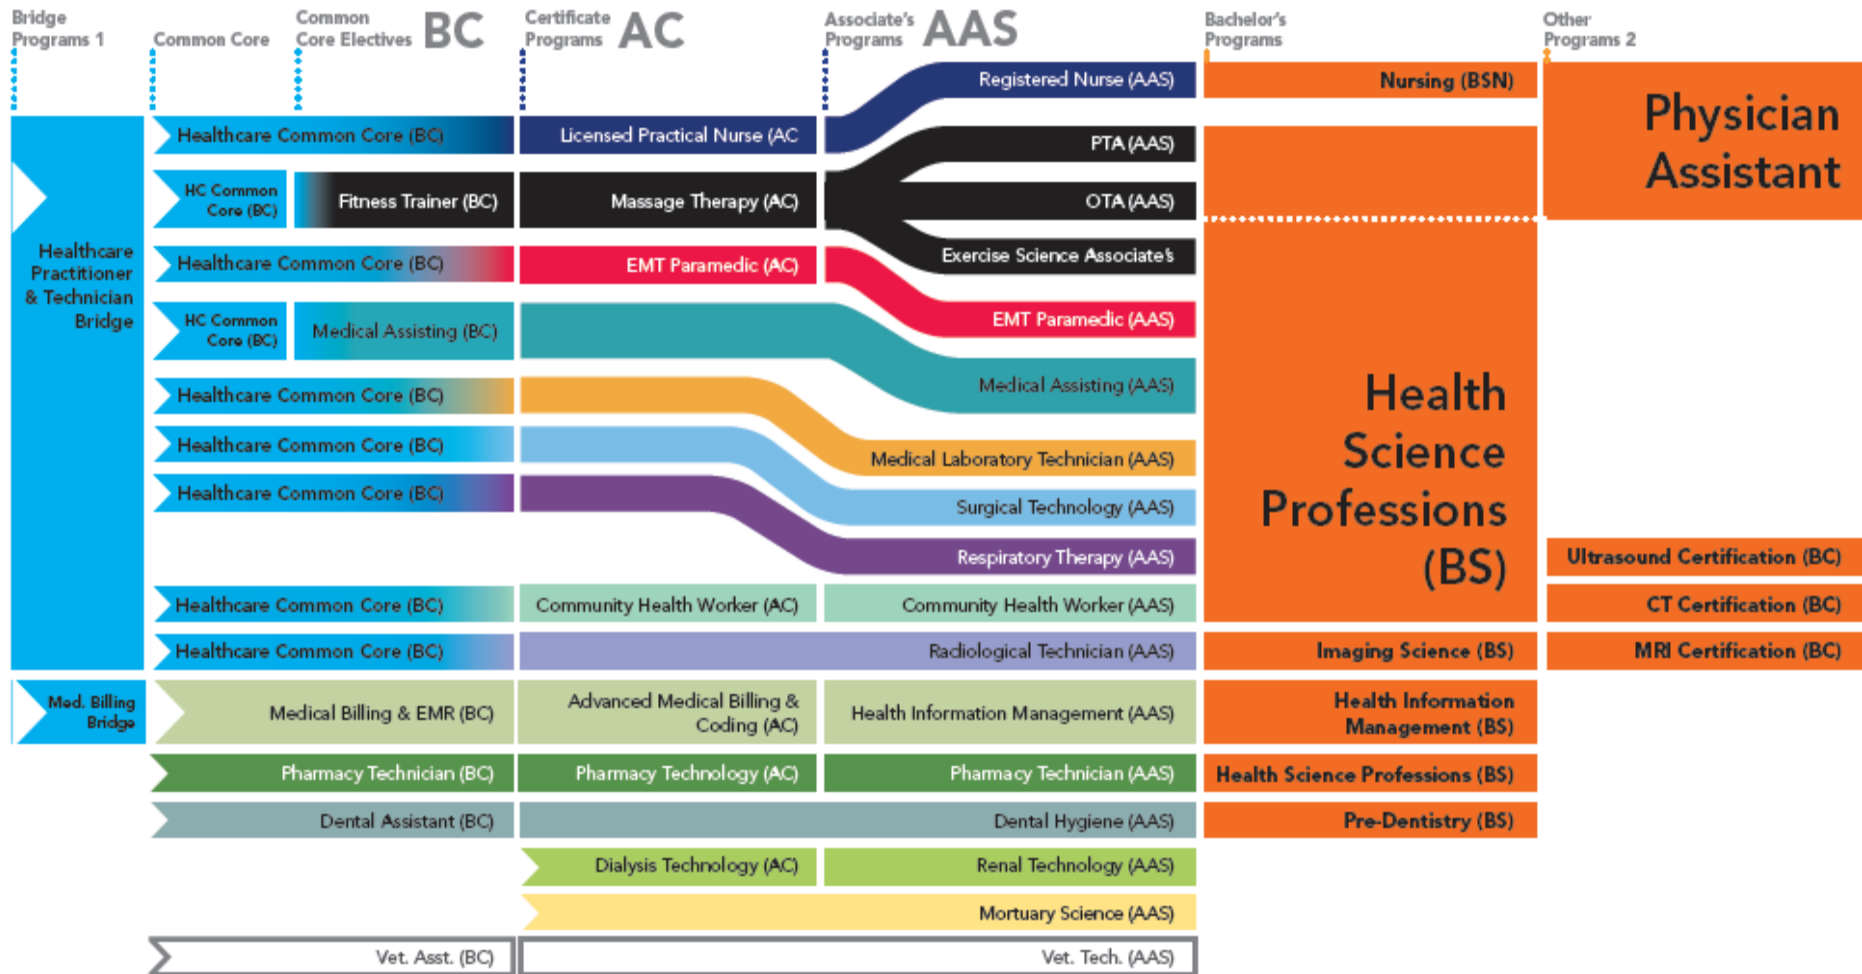 Bridge
Programs 1
Common Core
Common
Core Electives BC
Certificate
Programs AC
Associate's
Programs AAS
Bachelor's
Programs
Other
Programs 2
Registered Nurse (AAS)
Nursing (BSN)
Physician
Assistant
Healthcare Common Core (BC)
Licensed Practical Nurse (AC
PTA (AAS)
HC Common
Core (BC)
Fitness Trainer (BC)
Massage Therapy (AC)
OTA (AAS)
Healthcare
Practitioner
& Technician
Bridge
Healthcare Common Core (BC)
EMT Paramedic (AC)
Exercise Science Associate's
EMT Paramedic (AAS)
HC Common
Core (BC)
Medical Assisting (BC)
Medical Assisting (AAS)
Health
Science
Professions
(BS)
Healthcare Common Core (BC)
Medical Laboratory Technician (AAS)
Healthcare Common Core (BC)
Surgical Technology (AAS)
Healthcare Common Core (BC)
Respiratory Therapy (AAS)
Ultrasound Certification (BC)
Healthcare Common Core (BC)
Community Health Worker (AC)
Community Health Worker (AAS)
CT Certification (BC)
Healthcare Common Core (BC)
Radiological Technician (AAS)
Imaging Science (BS)
MRI Certification (BC)
Med. Billing
Bridge
Medical Billing & EMR (BC)
Advanced Medical Billing &
Coding (AC)
Health Information Management (AAS)
Health Information
Management (BS)
Pharmacy Technician (BC)
Pharmacy Technology (AC)
Pharmacy Technician (AAS)
Health Science Professions (BS)
Dental Assistant (BC)
Dental Hygiene (AAS)
Pre-Dentistry (BS)
Dialysis Technology (AC)
Renal Technology (AAS)
Mortuary Science (AAS)
Vet. Asst. (BC)
Vet. Tech. (AAS)